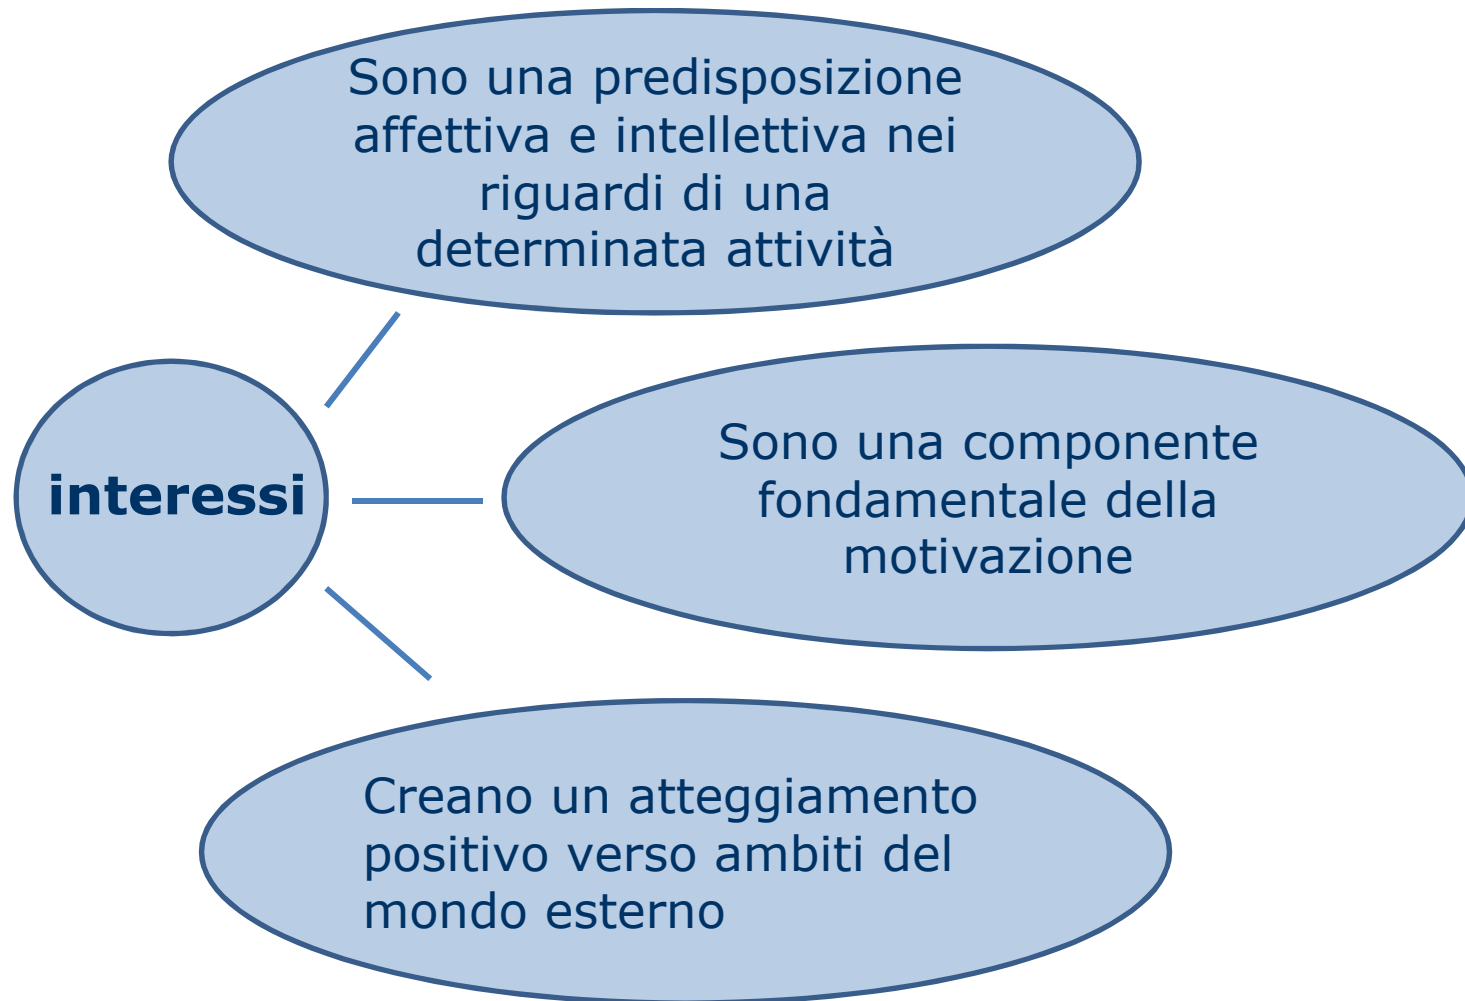 Sono una predisposizione
affettiva e intellettiva nei
riguardi di una
determinata attività
interessi
Sono una componente
fondamentale della
motivazione
Creano un atteggiamento
positivo verso ambiti del
mondo esterno